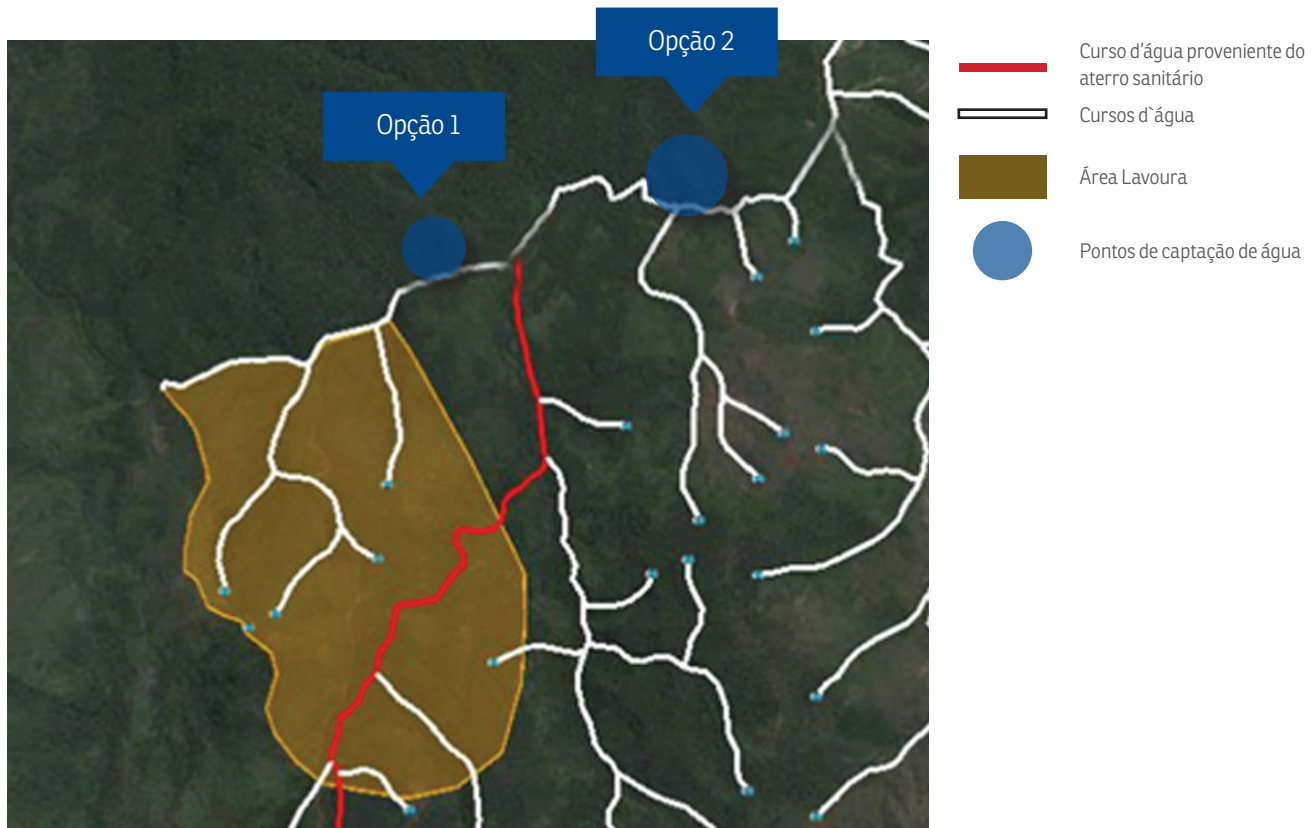 Opção 2
Opção 1
Curso d'água proveniente do
aterro sanitário
Cursos d`água
Área Lavoura
Pontos de captação de água